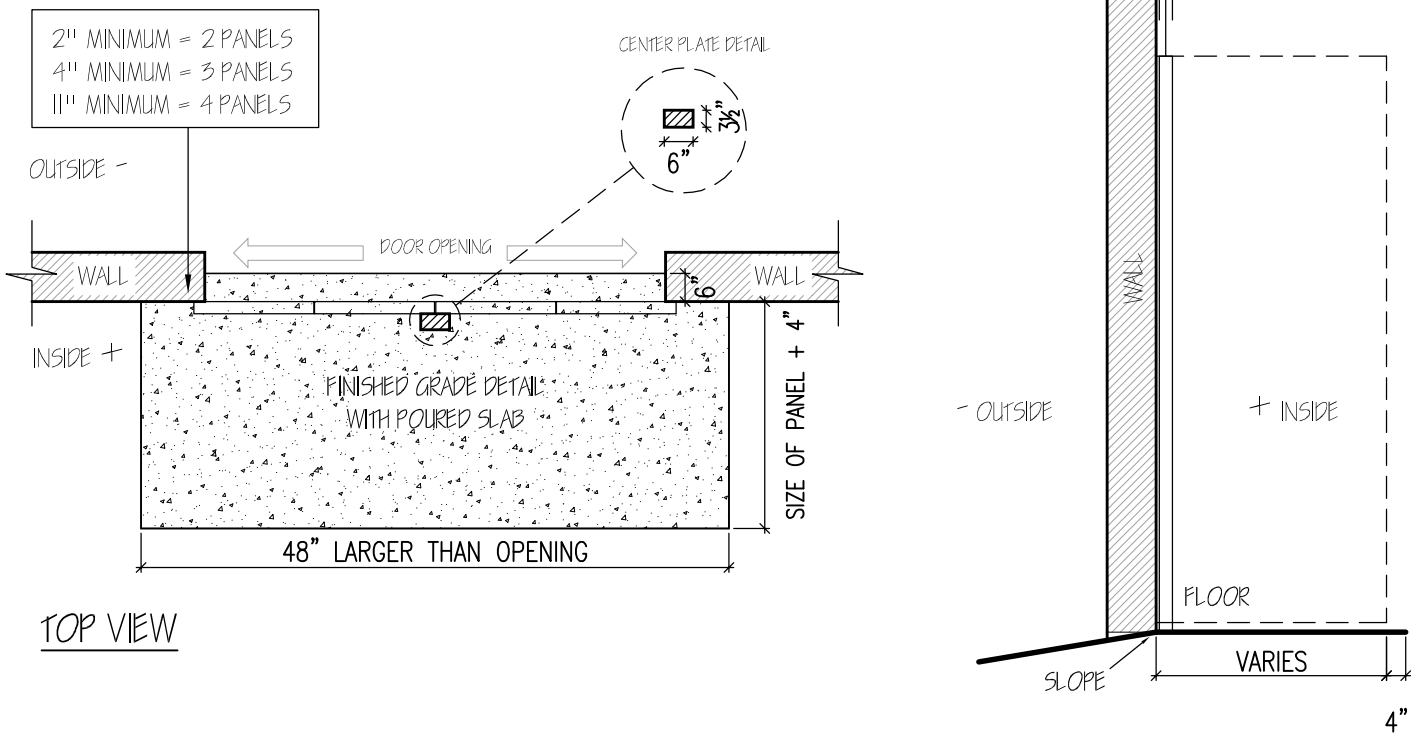 2" MINIMUM = 2 PANELS
4" MINIMUM = 3 PANELS
11" MINIMUM = 4 PANELS
OUTSIDE -
CENTER PLATE DETAIL
3½"
6"
DOOR OPENING
WALL
WALL
6"
INSIDE +
FINISHED GRADE DETAIL
WITH POURED SLAB
SIZE OF PANEL + 4"
48" LARGER THAN OPENING
TOP VIEW
WALL
- OUTSIDE
+ INSIDE
FLOOR
SLOPE
VARIES
4"